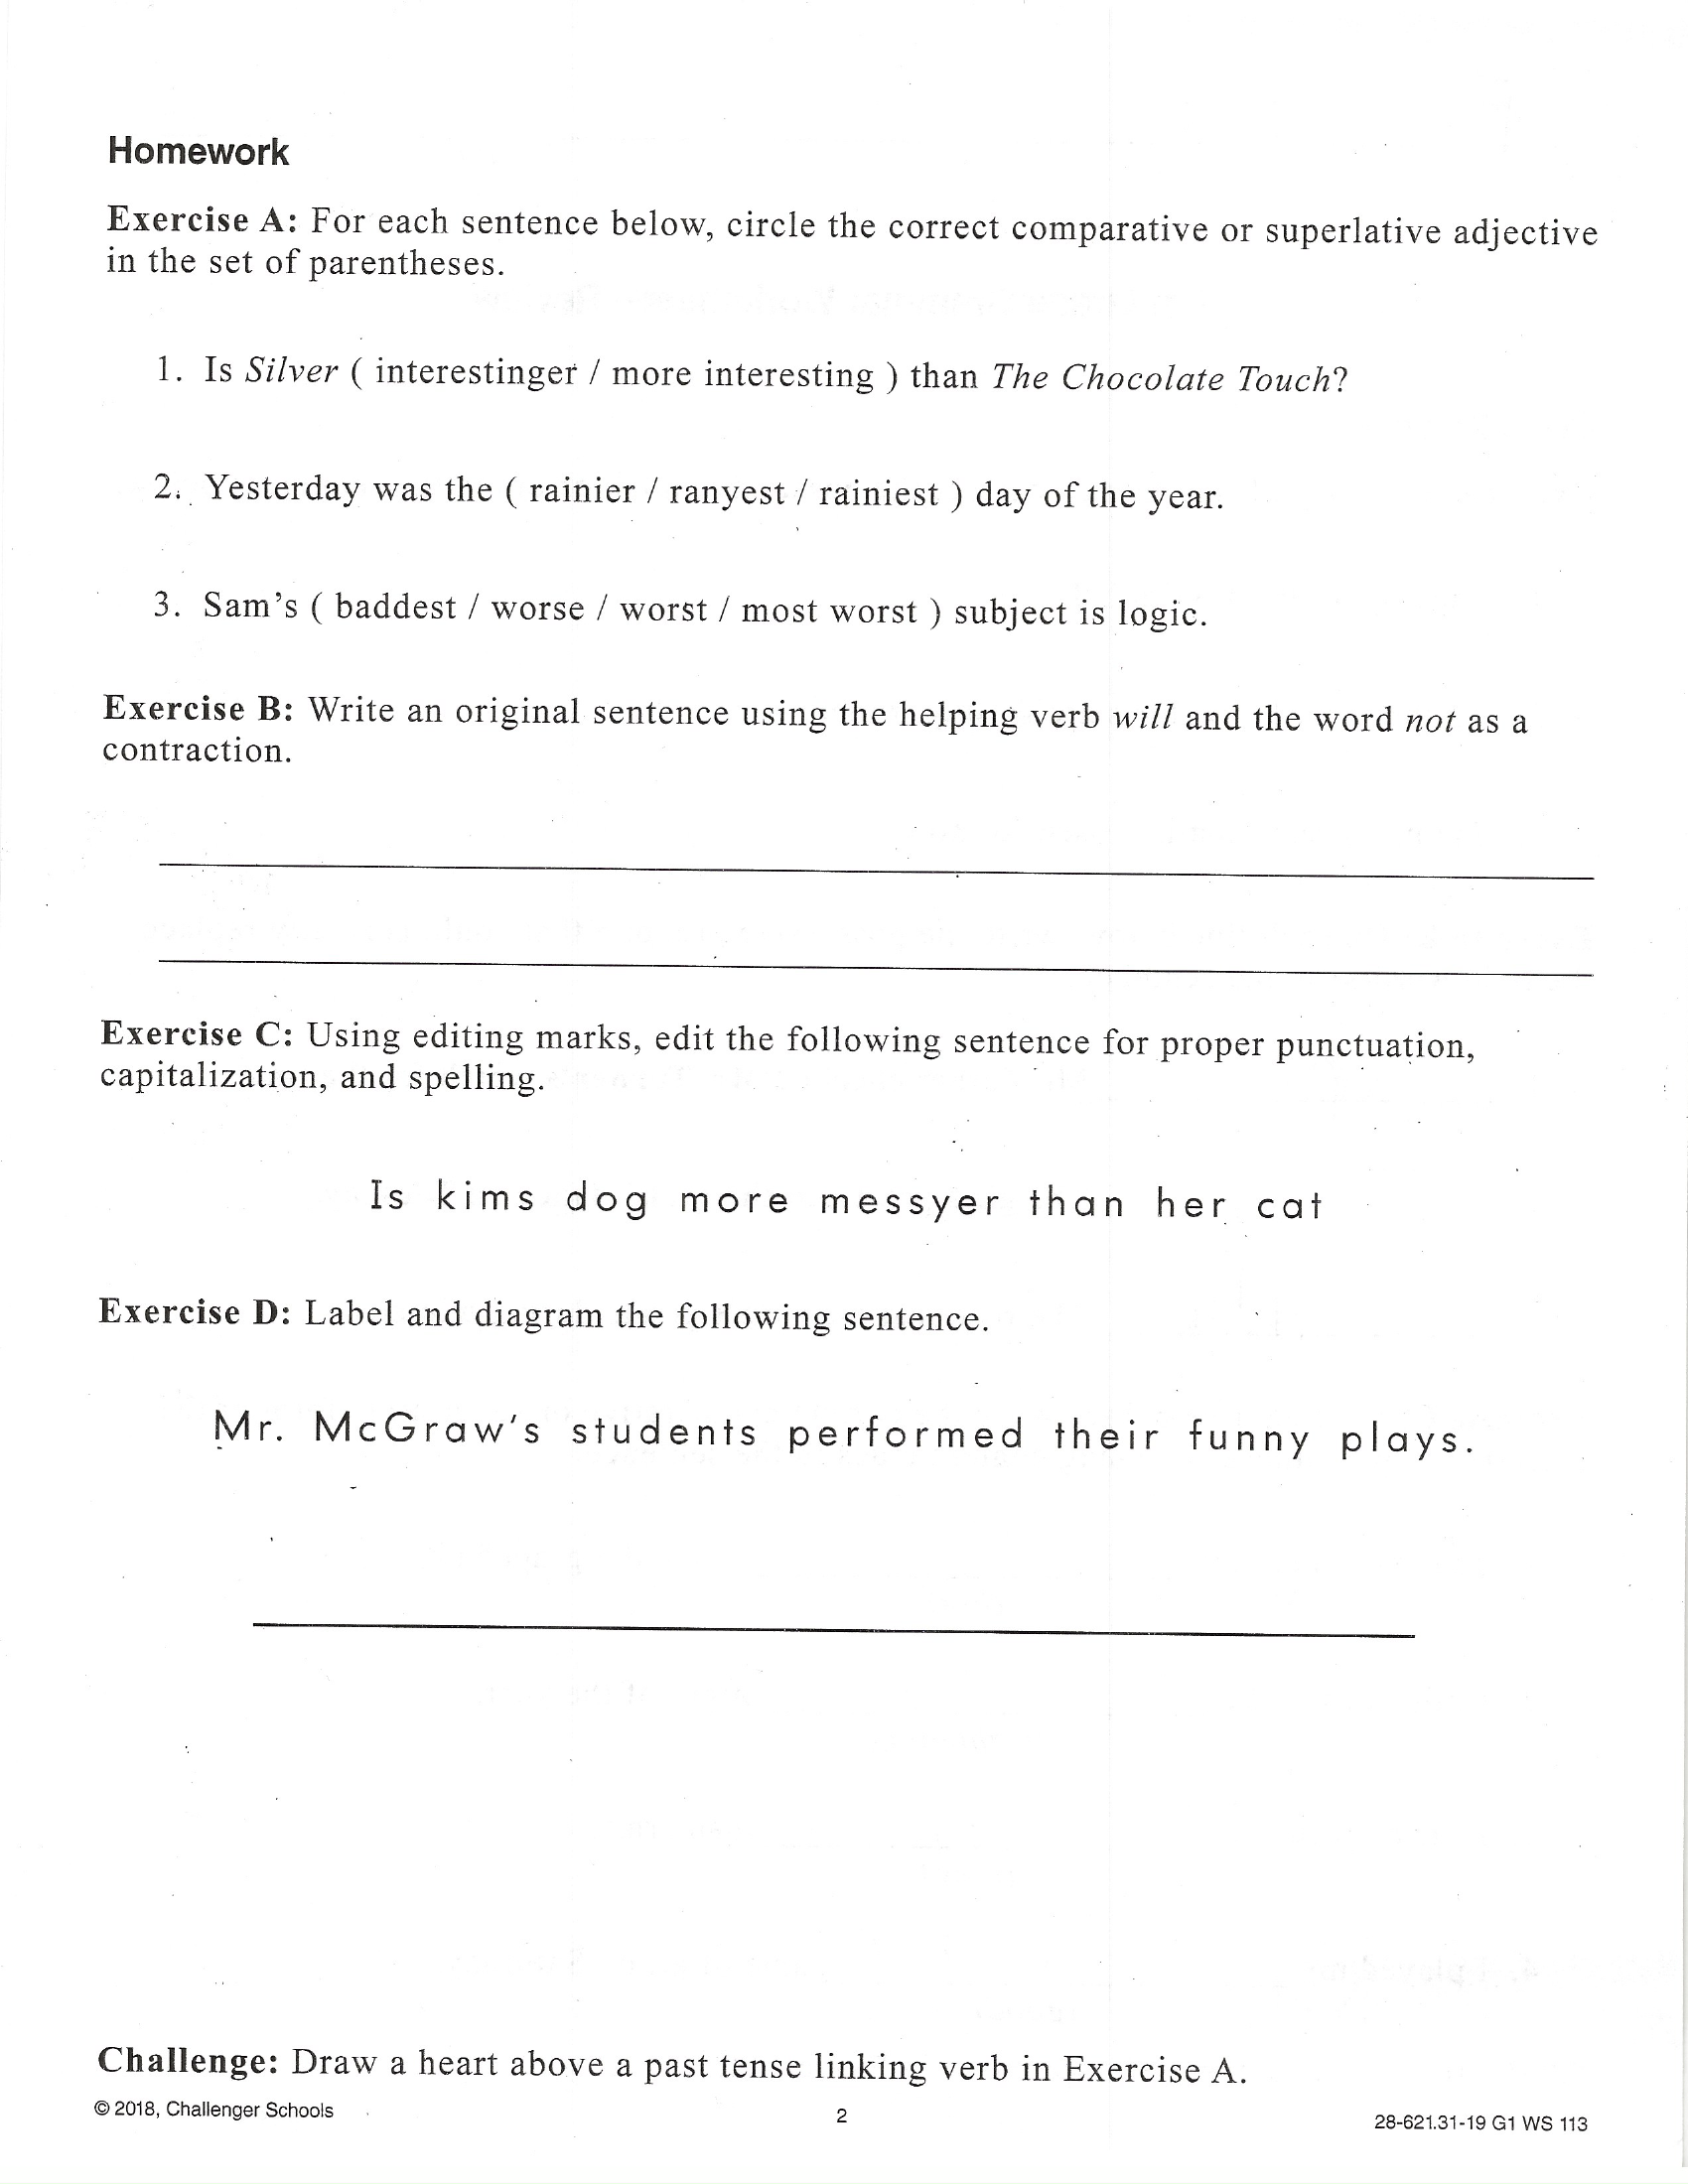 Homework
Exercise A: For each sentence below, circle the correct comparative or superlative adjective
in the set of parentheses.
1. Is Silver ( interestinger / more interesting ) than The Chocolate Touch?
2. Yesterday was the ( rainier / ranyest / rainiest ) day of the year.
3. Sam's ( baddest / worse / worst / most worst ) subject is logic.
Exercise B: Write an original sentence using the helping verb will and the word not as a
contraction.
Exercise C: Using editing marks, edit the following sentence for proper punctuation,
capitalization, and spelling.
Is kims dog more messyer than her cat
Exercise D: Label and diagram the following sentence.
Mr. McGraw's students performed their funny plays.
Challenge: Draw a heart above a past tense linking verb in Exercise A.
© 2018, Challenger Schools
2
28-621.31-19 G1 WS 113